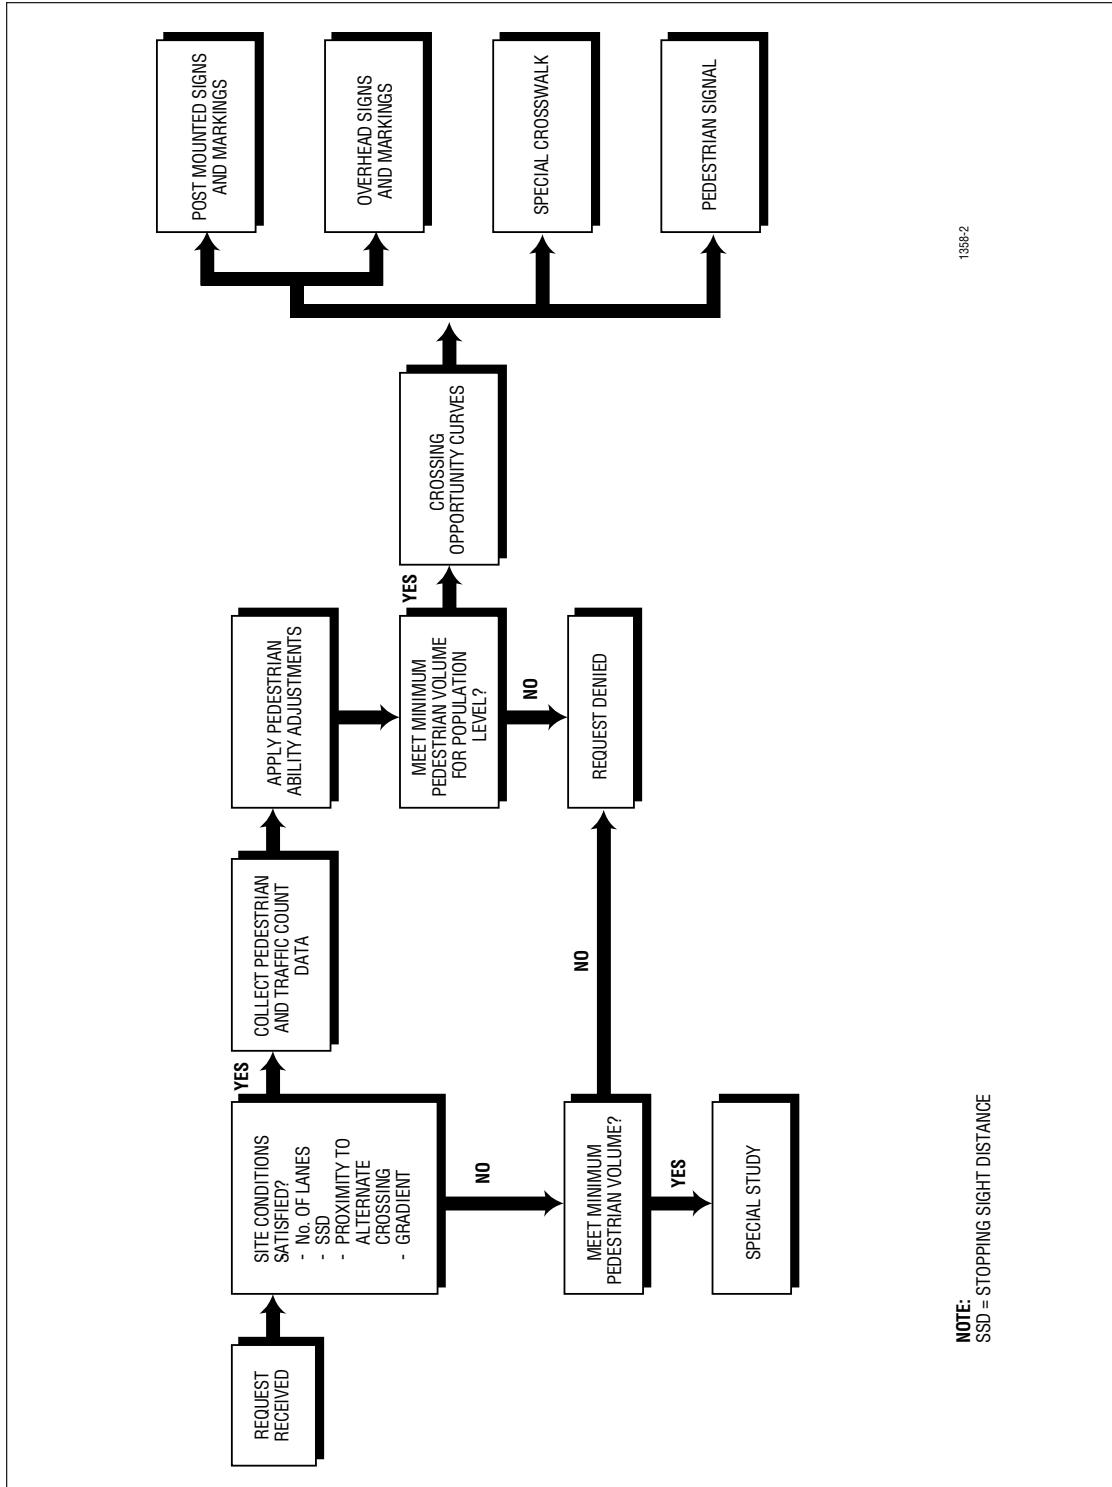 REQUEST
RECEIVED
SITE CONDITIONS
SATISFIED?
- No. OF LANES
- SSD
- PROXIMITY TO
ALTERNATE
CROSSING
- GRADIENT
YES
COLLECT PEDESTRIAN
AND TRAFFIC COUNT
DATA
APPLY PEDESTRIAN
ABILITY ADJUSTMENTS
MEET MINIMUM
PEDESTRIAN VOLUME
FOR POPULATION
LEVEL?
YES
CROSSING
OPPORTUNITY CURVES
POST MOUNTED SIGNS
AND MARKINGS
OVERHEAD SIGNS
AND MARKINGS
SPECIAL CROSSWALK
PEDESTRIAN SIGNAL
NO
REQUEST DENIED
NO
MEET MINIMUM
PEDESTRIAN VOLUME?
NO
YES
SPECIAL STUDY
NOTE:
SSD = STOPPING SIGHT DISTANCE
1358-2